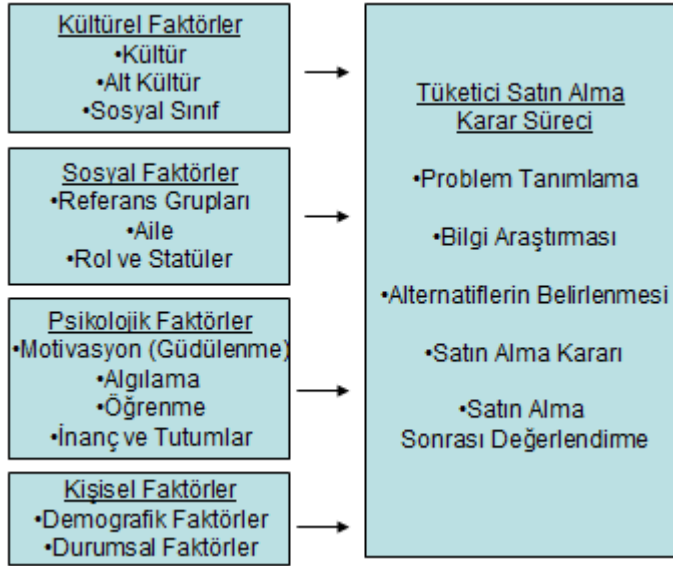 Kültürel Faktörler
•Kültür
•Alt Kültür
•Sosyal Sınıf
Sosyal Faktörler
•Referans Grupları
•Aile
•Rol ve Statüler
Psikolojik Faktörler
•Motivasyon (Güdülenme)
•Algılama
•Öğrenme
•İnanç ve Tutumlar
Kişisel Faktörler
•Demografik Faktörler
•Durumsal Faktörler
Tüketici Satın Alma
Karar Süreci
•Problem Tanımlama
•Bilgi Araştırması
•Alternatiflerin Belirlenmesi
•Satın Alma Kararı
•Satın Alma
Sonrası Değerlendirme